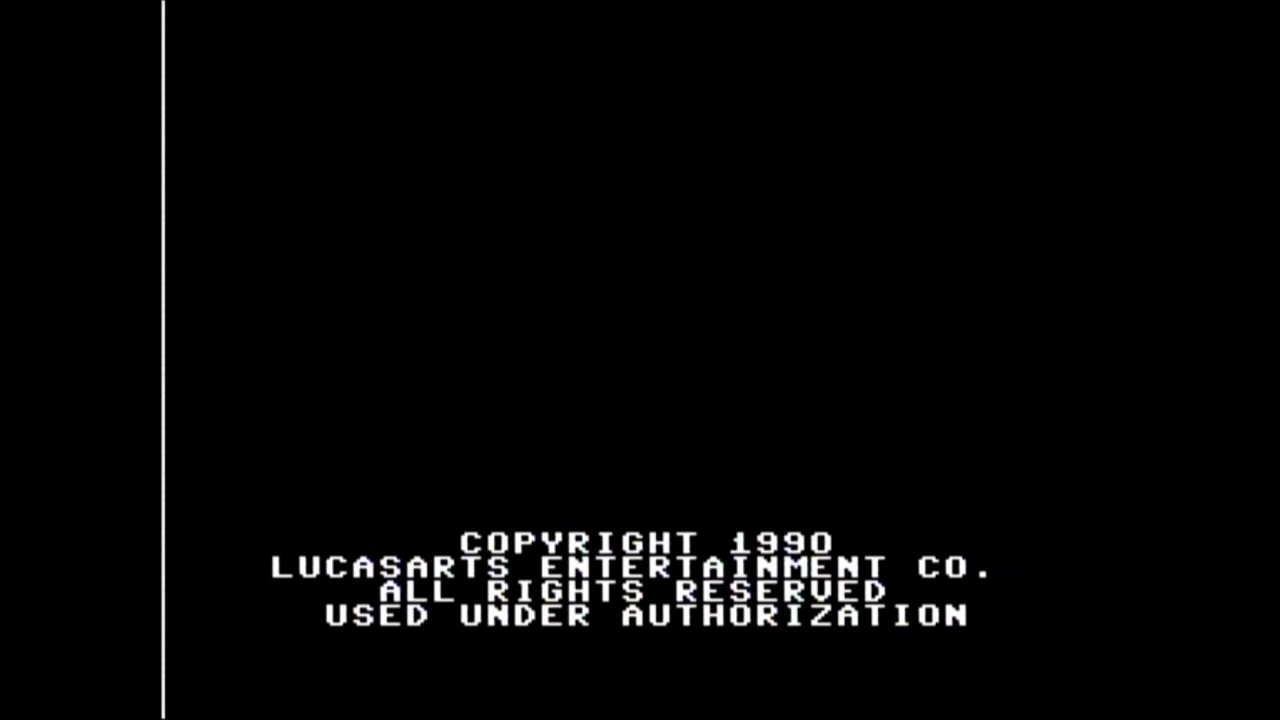 COPYRIGHT 1990
LUCASARTS ENTERTAINMENT CO.
ALL RIGHTS RESERVED
USED UNDER AUTHORIZATION